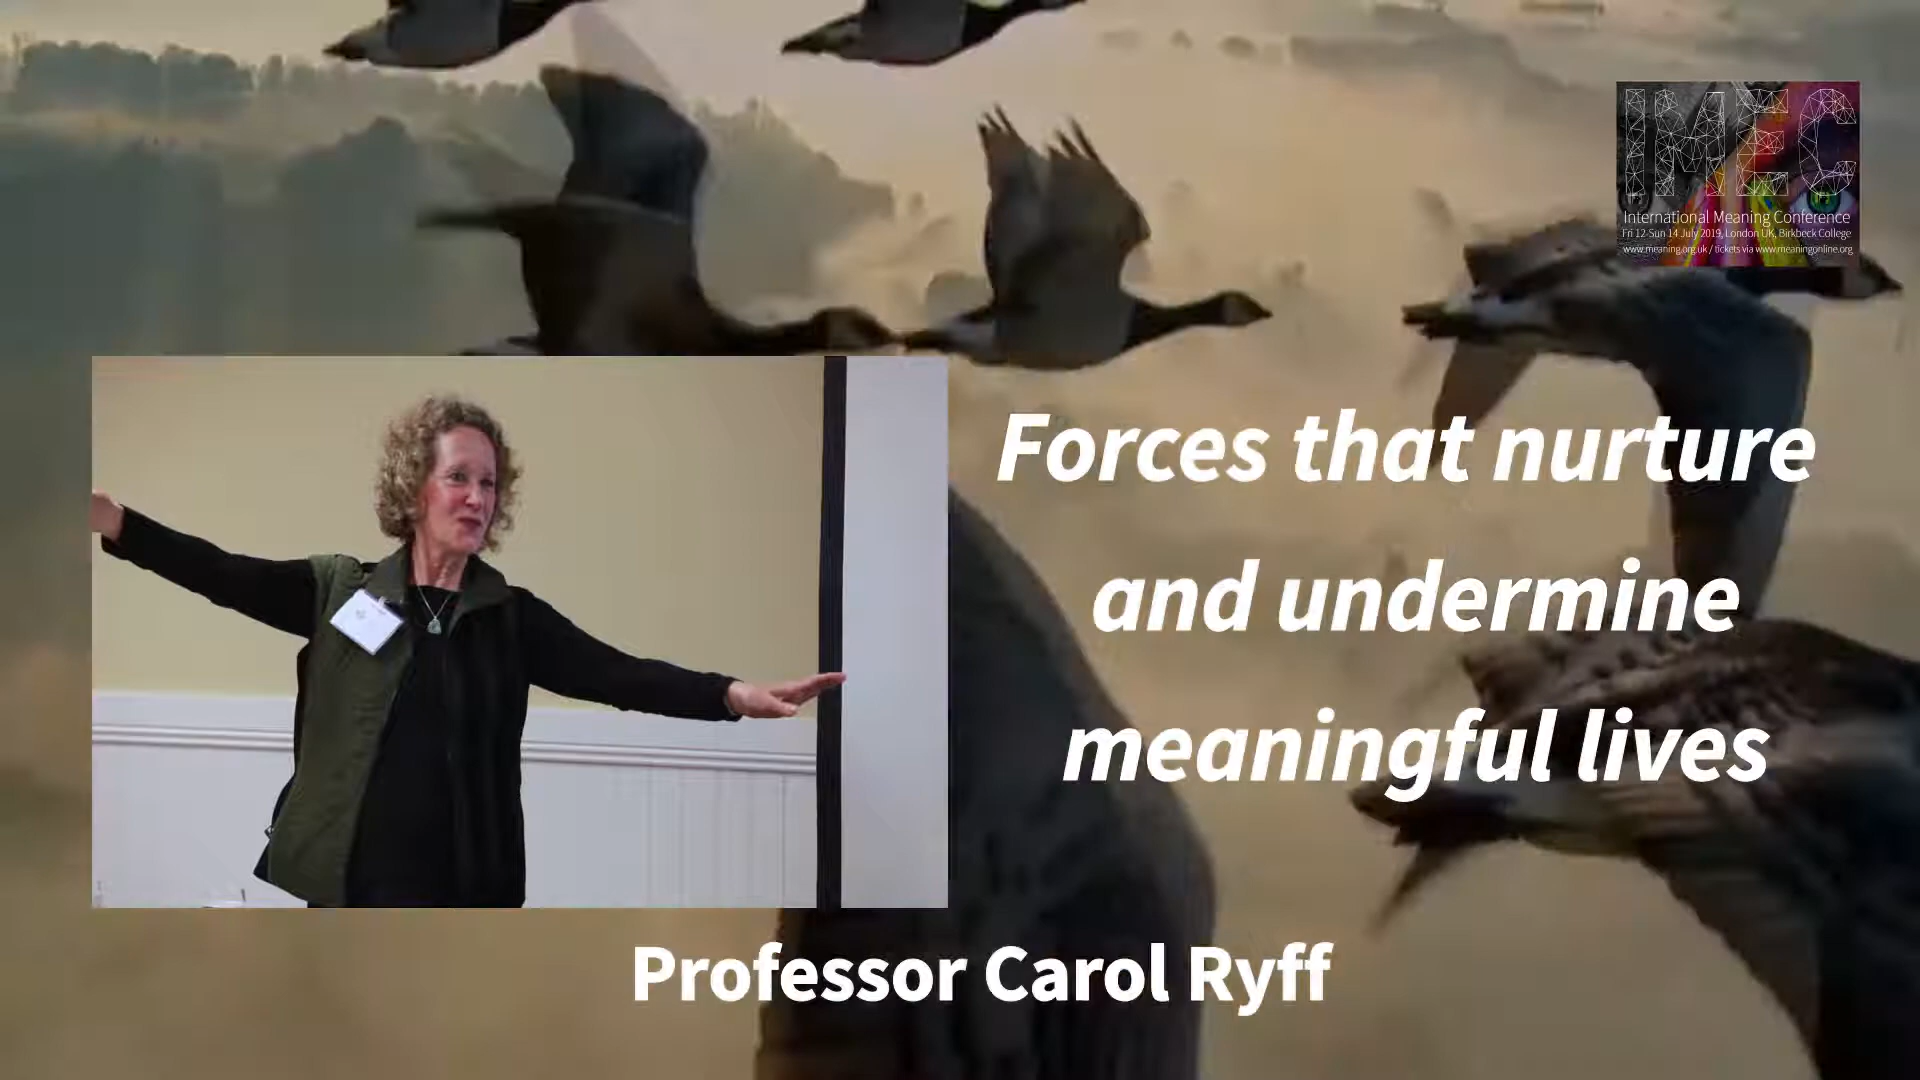 IMEC
International Meaning Conference
Fri 12-Sun 14 July 2019, London UK, Birkbeck College
www.meaning.org.uk / tickets via www.meaningonline.org
Forces that nurture
and undermine
meaningful lives
Professor Carol Ryff